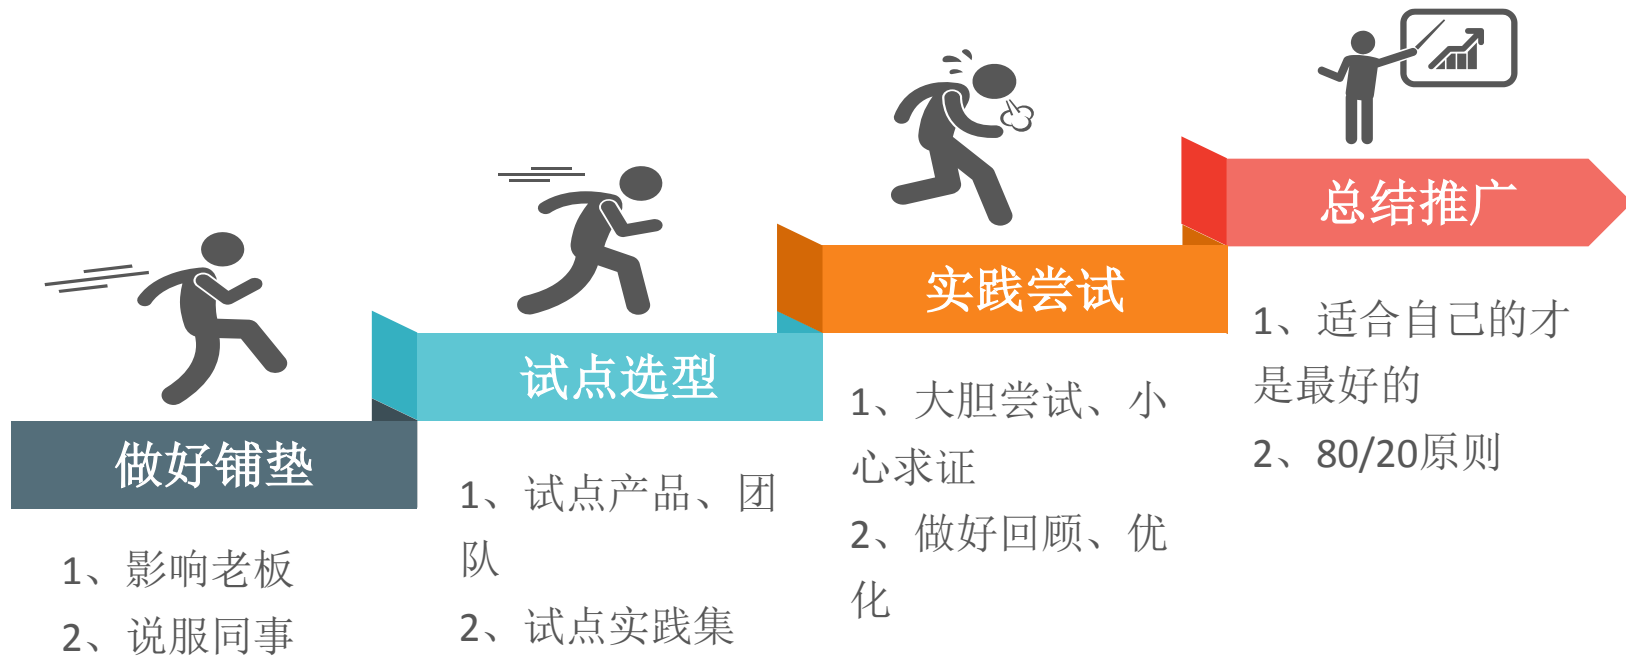 做好铺垫
1、影响老板
2、说服同事
试点选型
1、试点产品、团
队
2、试点实践集
实践尝试
1、大胆尝试、小
心求证
2、做好回顾、优
化
总结推广
1、适合自己的才
是最好的
2、80/20原则